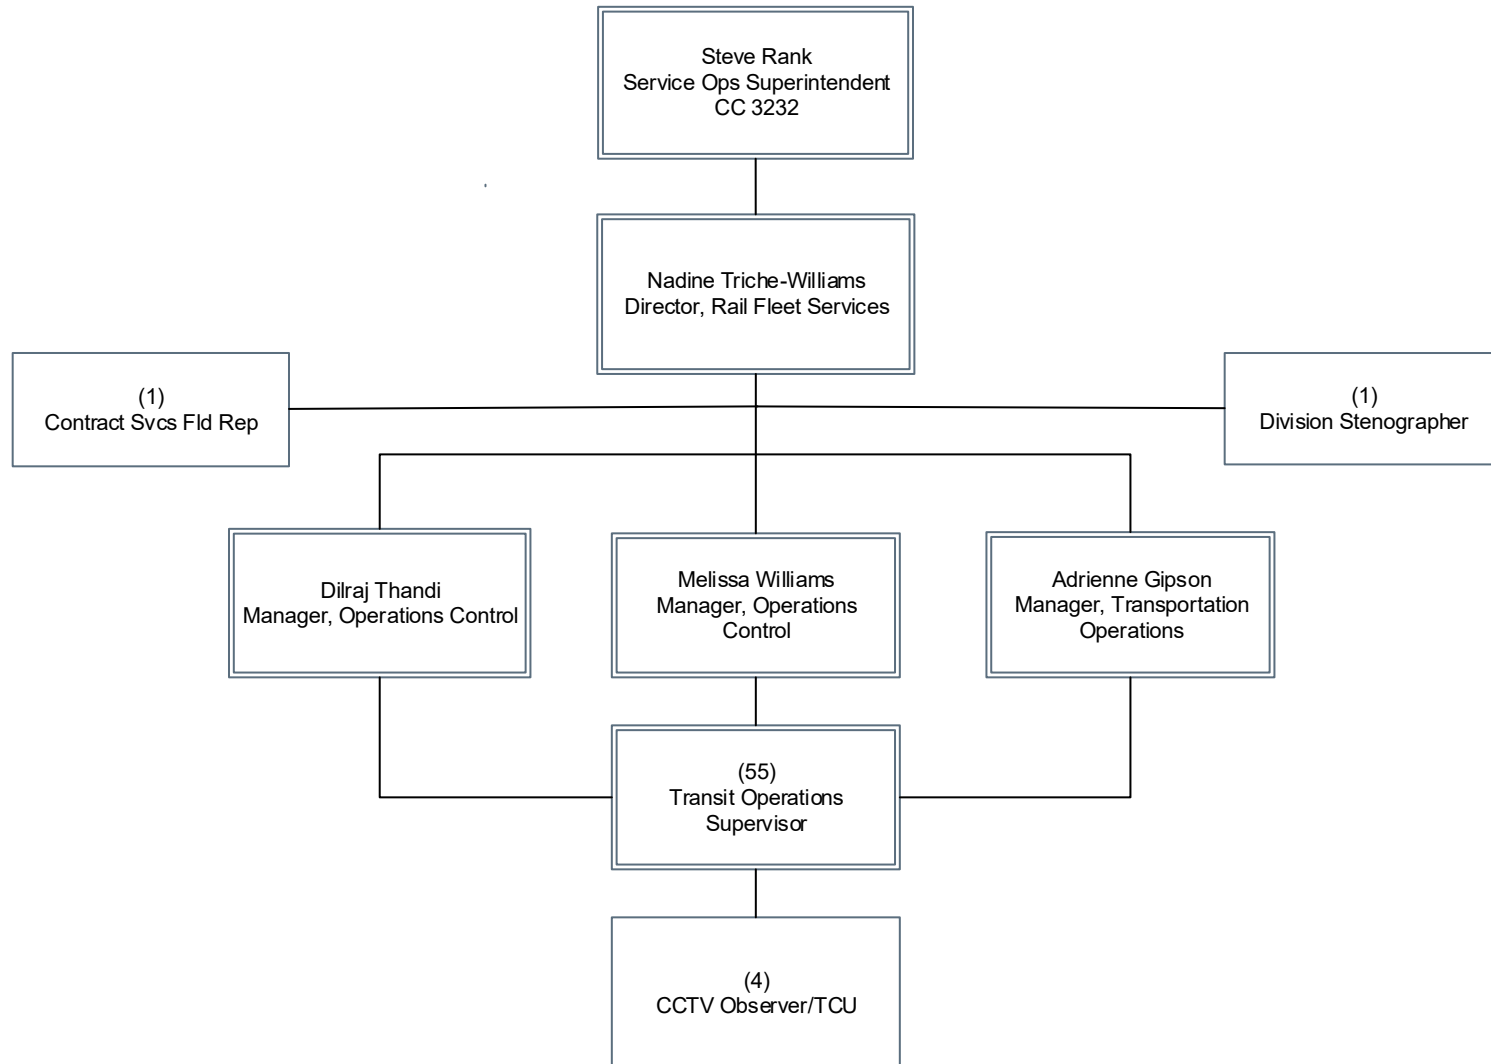 Steve Rank
Service Ops Superintendent
CC 3232
Nadine Triche-Williams
Director, Rail Fleet Services
(1)
Contract Svcs Fld Rep
(1)
Division Stenographer
Dilraj Thandi
Manager, Operations Control
Melissa Williams
Manager, Operations
Control
Adrienne Gipson
Manager, Transportation
Operations
(55)
Transit Operations
Supervisor
(4)
CCTV Observer/TCU